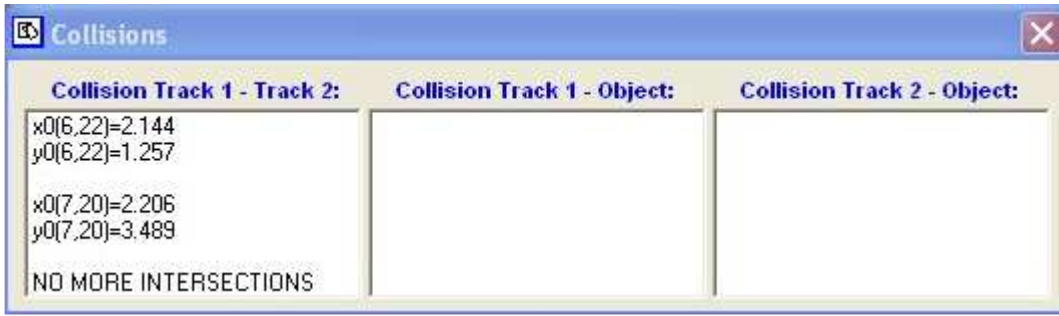 Collisions
Collision Track 1 - Track 2:
x0(6,22)=2.144
y0(6,22)=1.257
x0(7,20)=2.206
y0(7,20)=3.489
NO MORE INTERSECTIONS
Collision Track 1 - Object:
Collision Track 2 - Object: